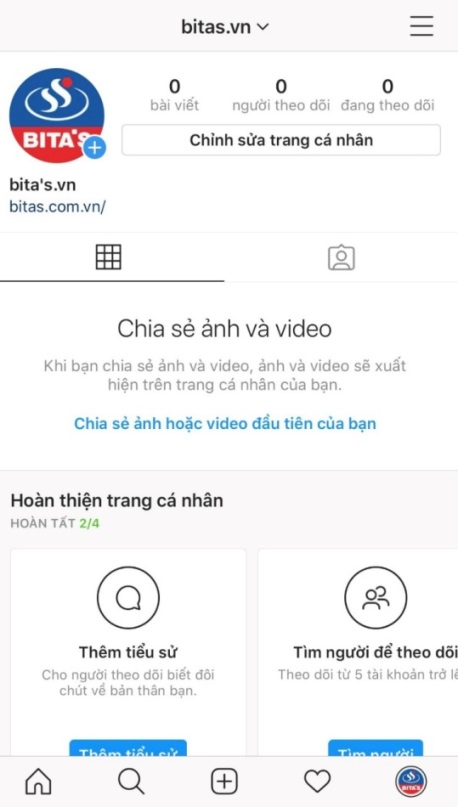 bitas.vn
BITA'S
0 0 0
bài viết người theo dõi đang theo dõi
Chỉnh sửa trang cá nhân
bita's.vn
bitas.com.vn/
Chia sẻ ảnh và video
Khi bạn chia sẻ ảnh và video, ảnh và video sẽ xuất
hiện trên trang cá nhân của bạn.
Chia sẻ ảnh hoặc video đầu tiên của bạn
Hoàn thiện trang cá nhân
HOÀN TẤT 2/4
Thêm tiểu sử
Cho người theo dõi biết đôi
chút về bản thân bạn.
Thêm tiểu sử
Tìm người để theo dõi
Theo dõi từ 5 tài khoản trở lê
Tìm người
BITA'S